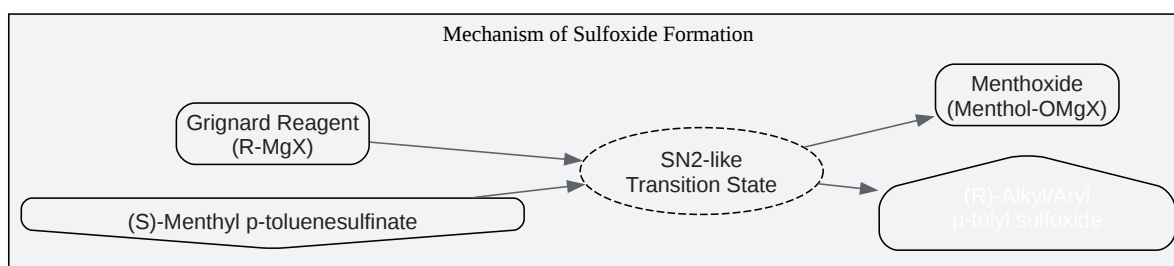 Mechanism of Sulfoxide Formation
Grignard Reagent
(R-MgX)
(S)-Menthyl p-toluenesulfinate
SN2-like
Transition State
Menthoxide
(Menthol-OMgX)
(R)-Alkyl/Aryl
p-tolyl sulfoxide